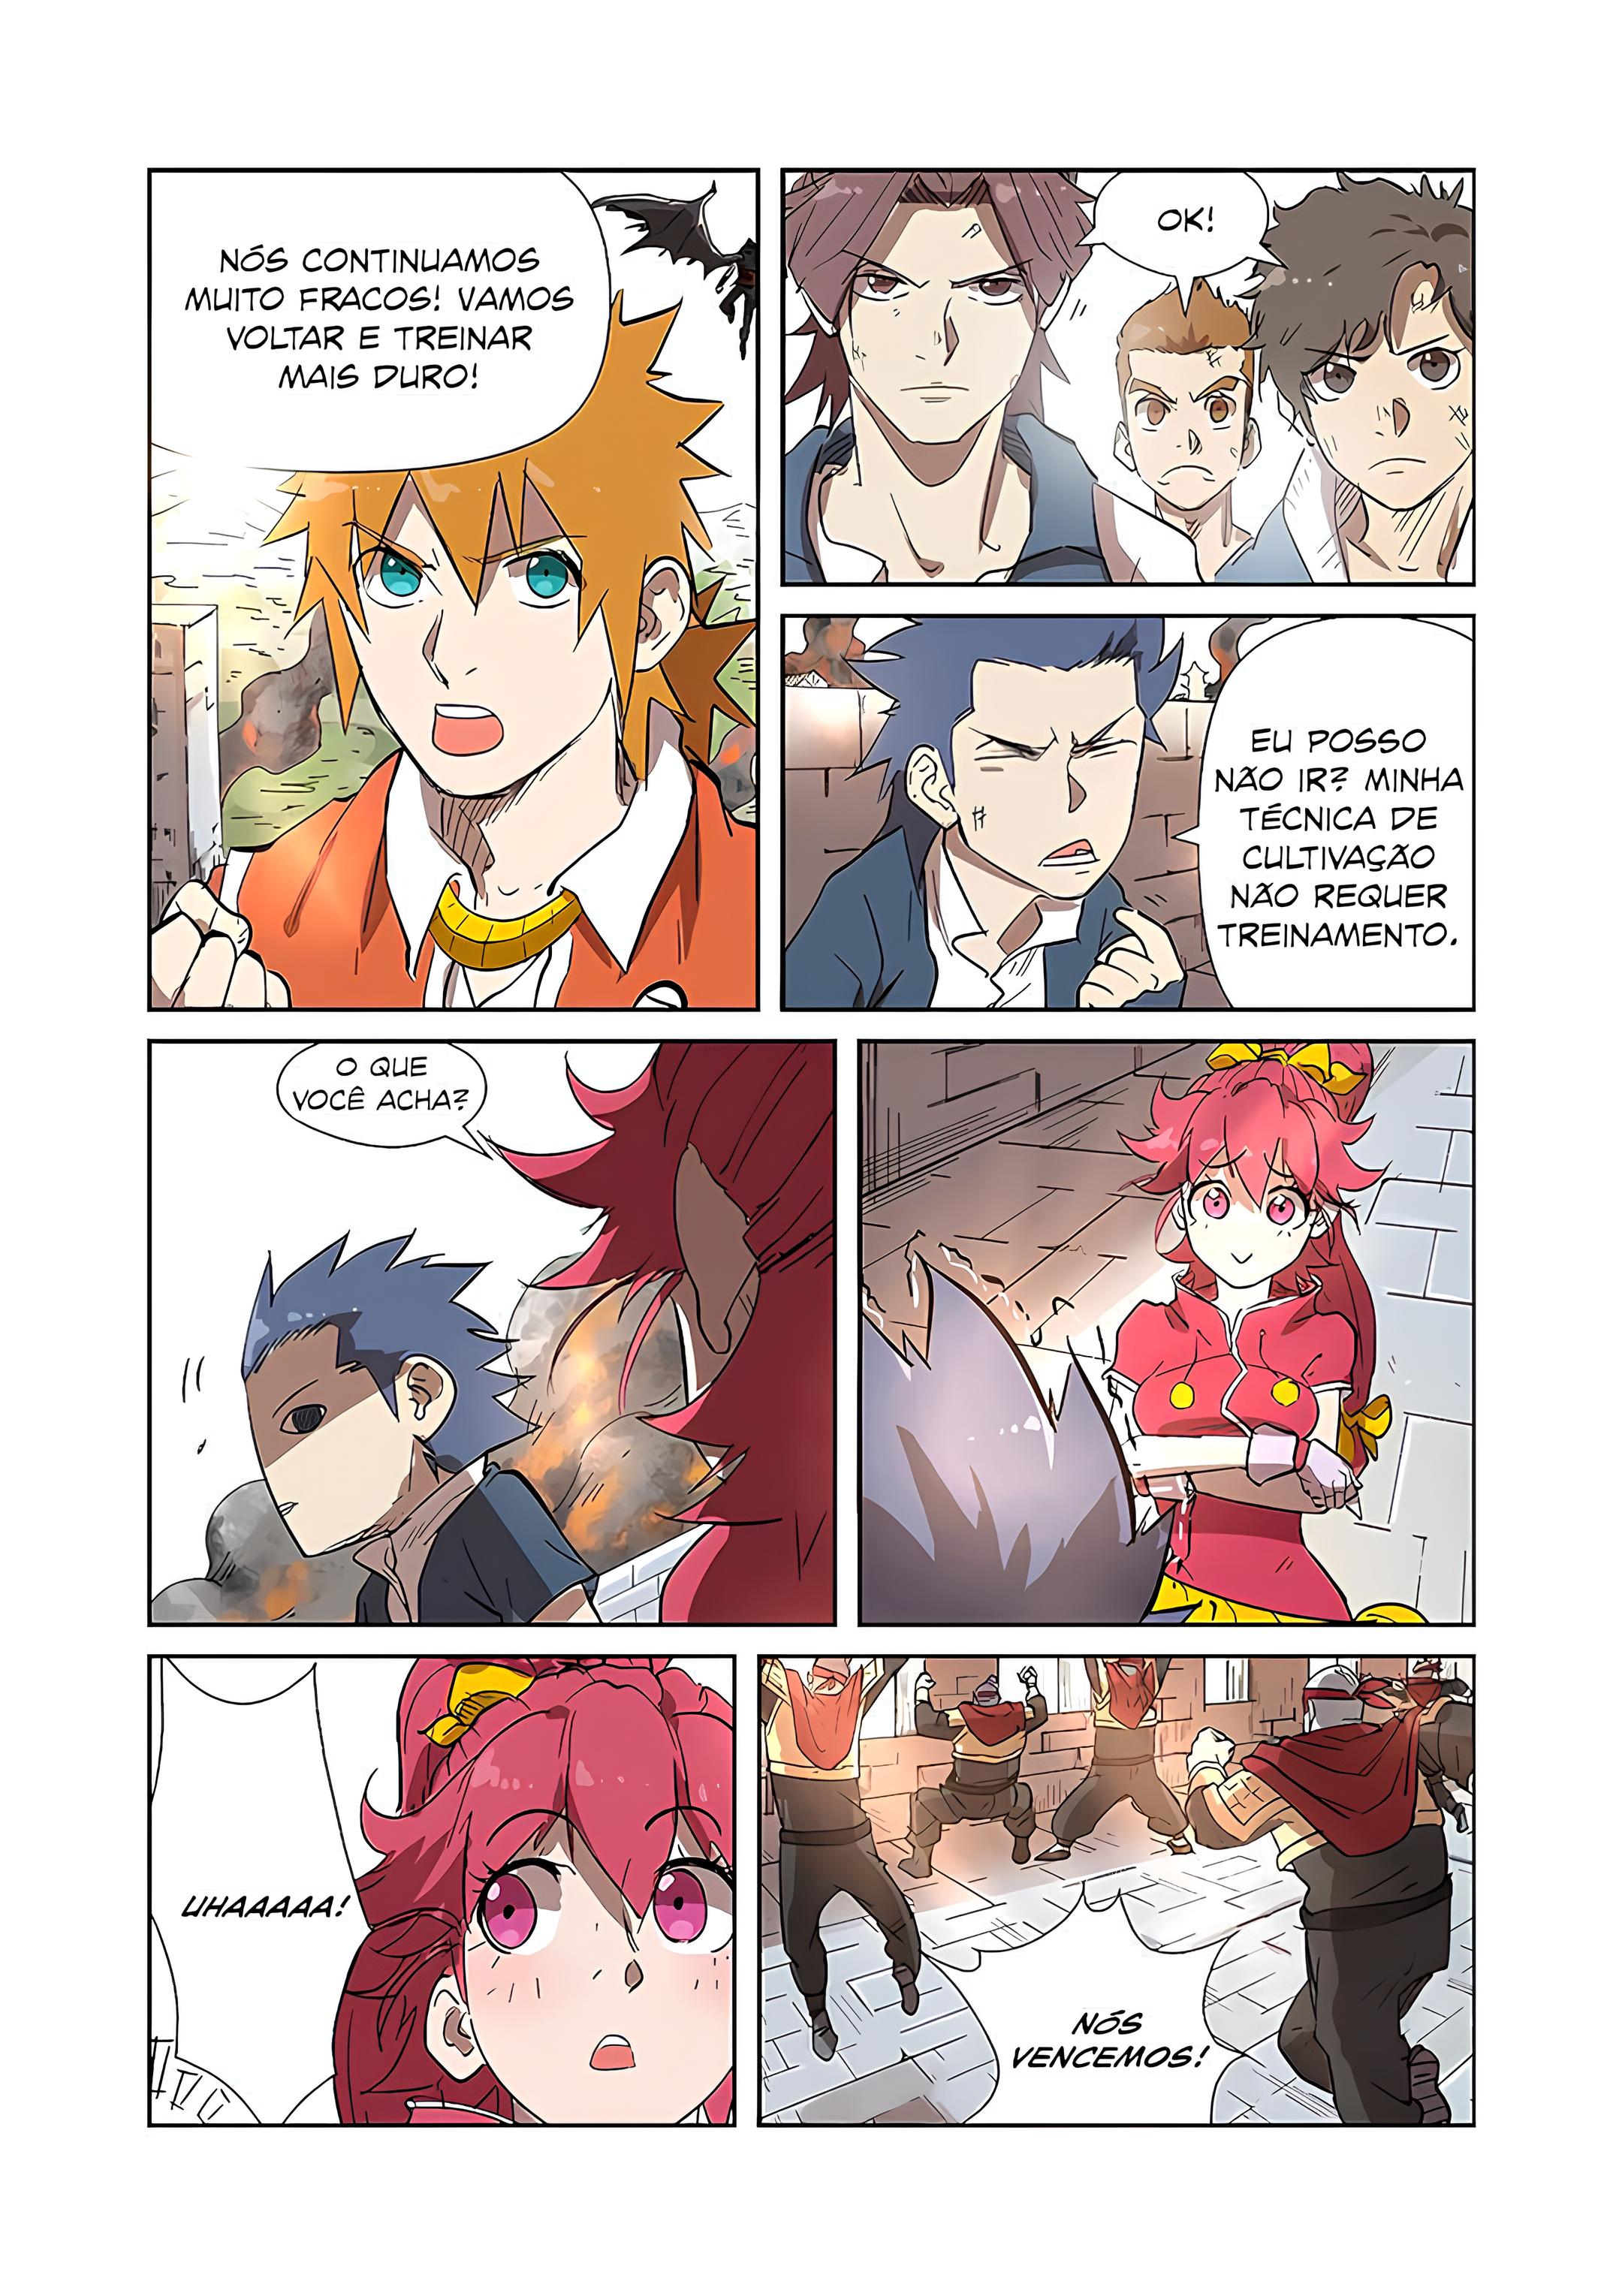 NÓS CONTINUAMOS
MUITO FRACOS! VAMOS
VOLTAR E TREINAR
MAIS DURO!
OK!
EU POSSO
NÃO IR? MINHA
TÉCNICA DE
CULTIVAÇÃO
NÃO REQUER
TREINAMENTO.
O QUE
VOCÊ ACHA?
UHAAAAA!
NÓS
VENCEMOS!